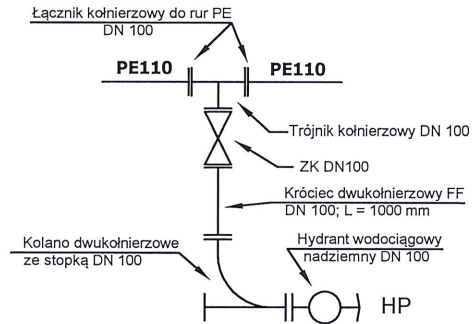 Łącznik kołnierzowy do rur PE
DN 100
PE110
PE110
Trójnik kołnierzowy DN 100
ZK DN100
Króciec dwukołnierzowy FF
DN 100; L = 1000 mm
Kolano dwukołnierzowe
ze stopką DN 100
Hydrant wodociągowy
nadziemny DN 100
HP